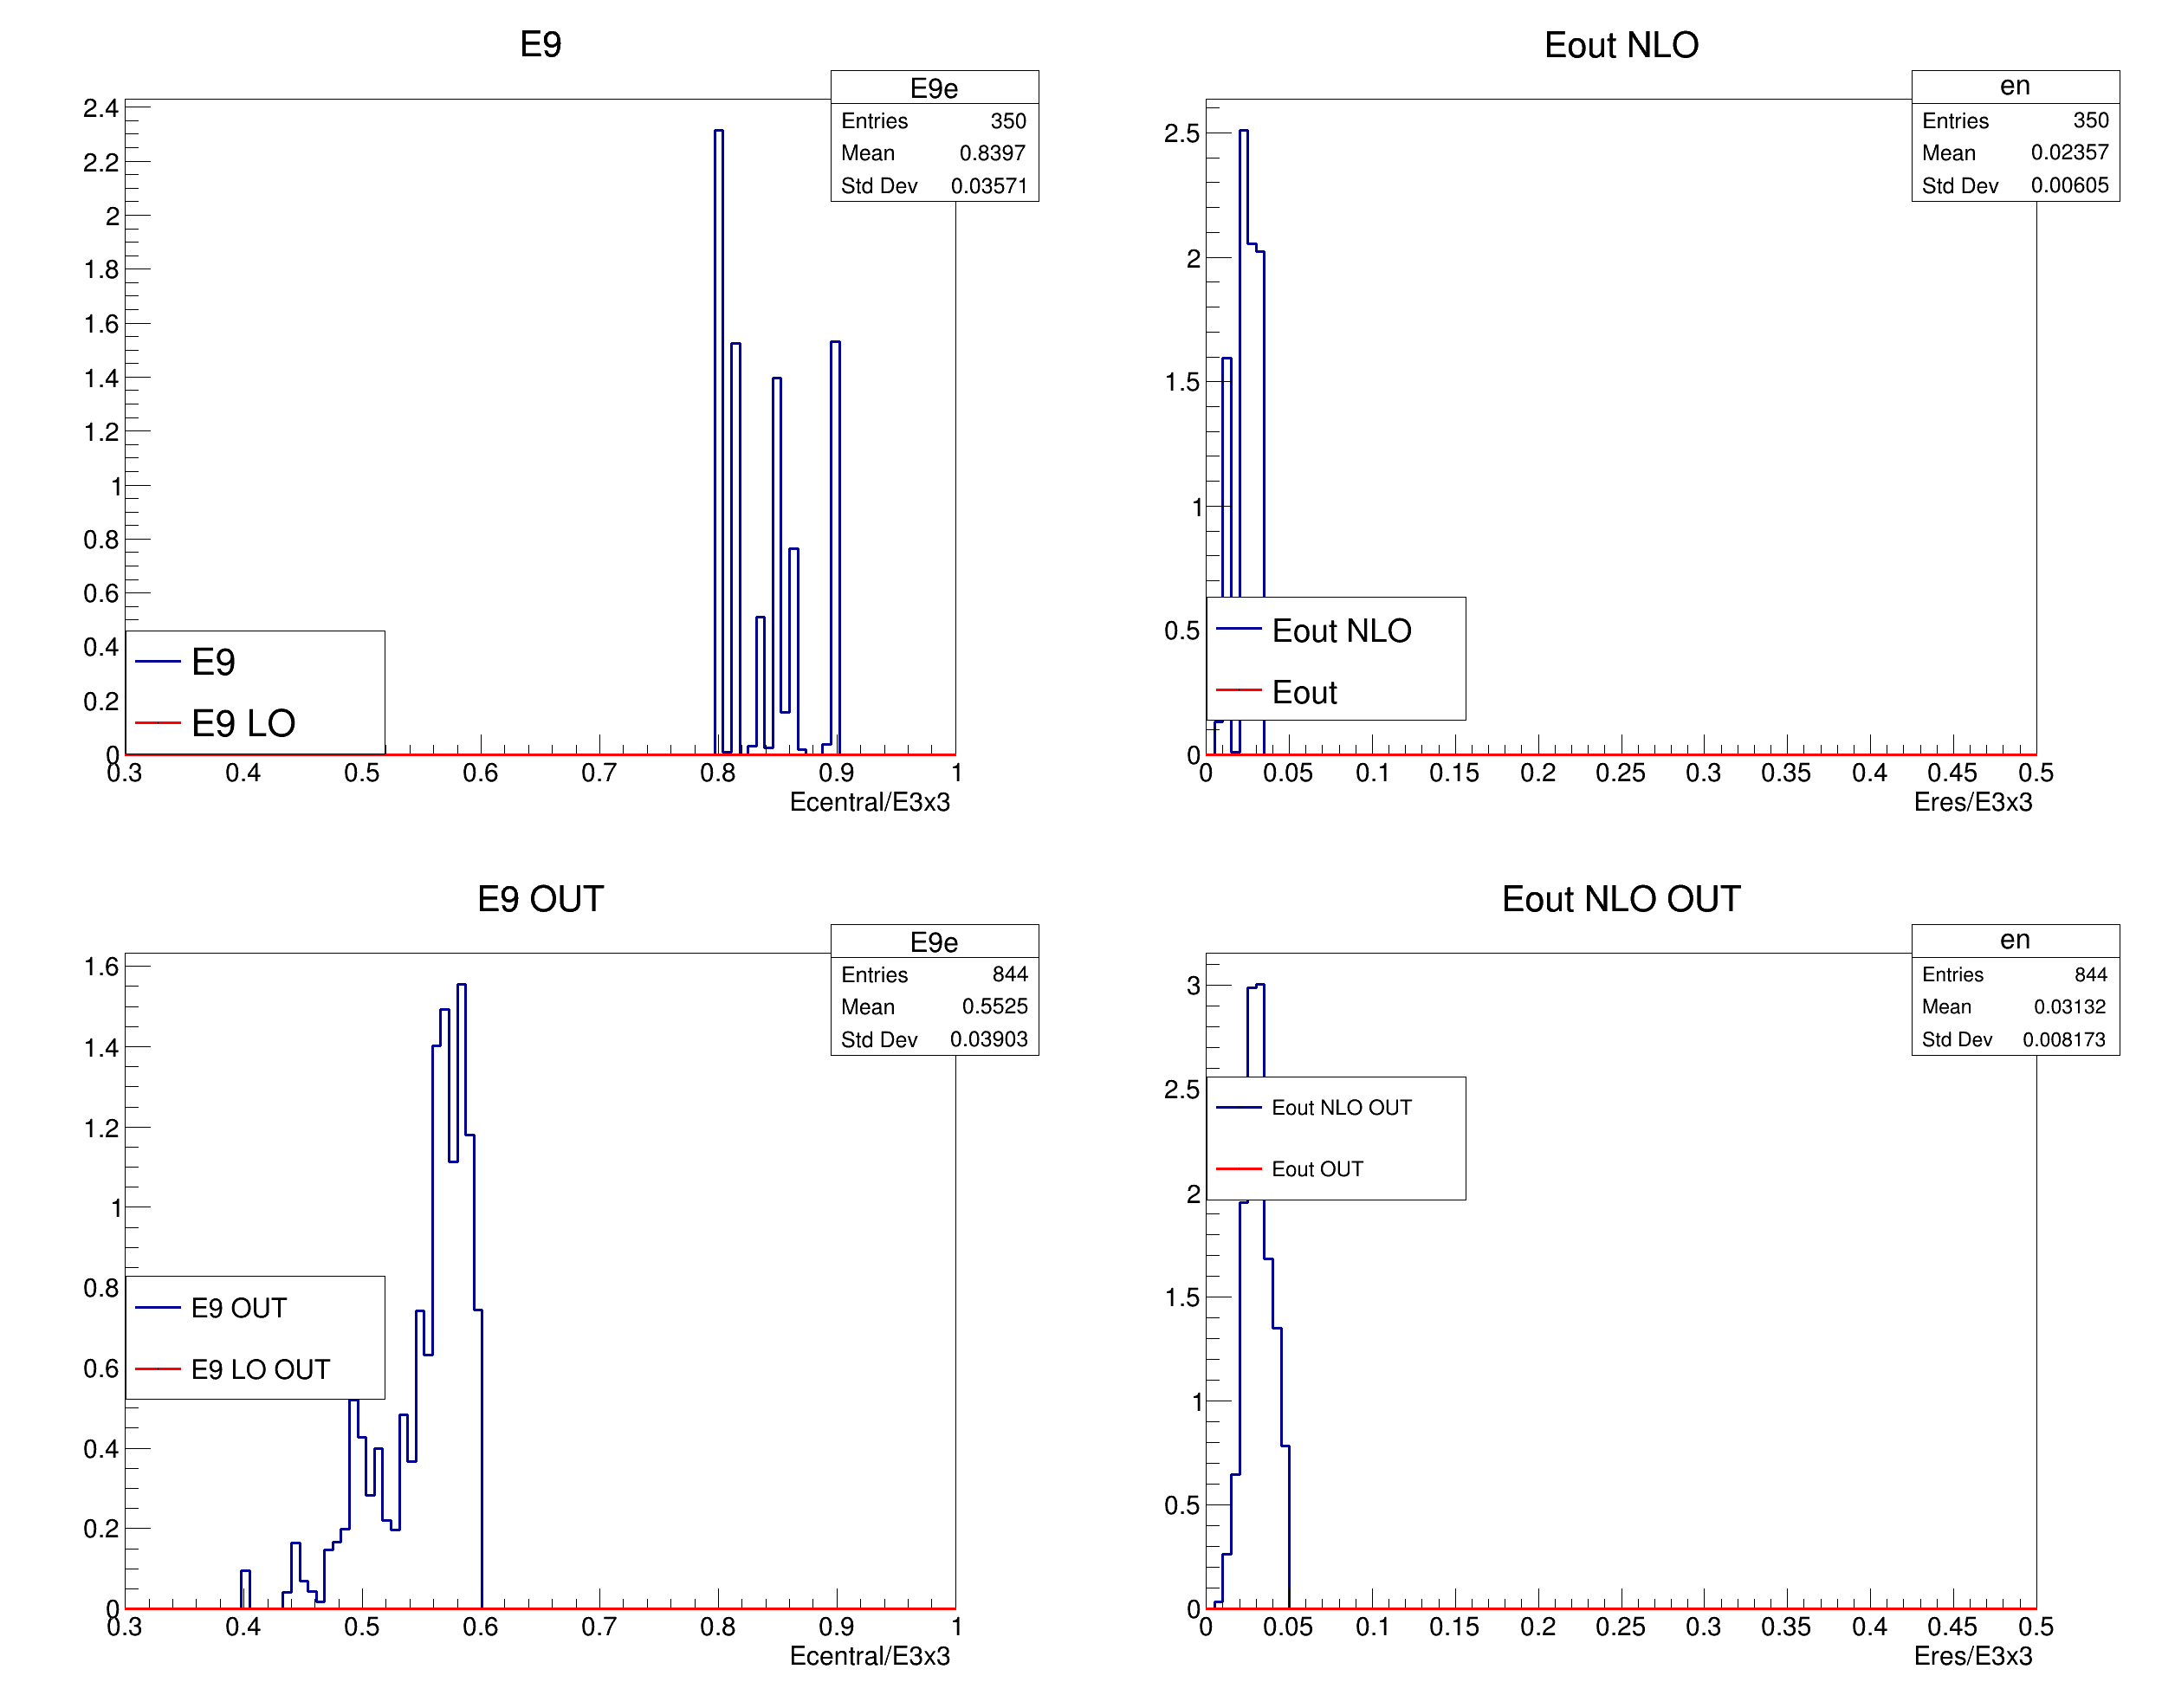 E9
E9e
Entries 350
Mean 0.8397
Std Dev 0.03571
2.4
2.2
2
1.8
1.6
1.4
1.2
1
0.8
0.6
0.4
0.2
0
E9
E9 LO
0.3 0.4 0.5 0.6 0.7 0.8 0.9 1
Ecentral/E3x3
Eout NLO
en
Entries 350
Mean 0.02357
Std Dev 0.00605
2.5
2
1.5
1
0.5
0
Eout NLO
Eout
0 0.05 0.1 0.15 0.2 0.25 0.3 0.35 0.4 0.45 0.5
Eres/E3x3
E9 OUT
E9e
Entries 844
Mean 0.5525
Std Dev 0.03903
1.6
1.4
1.2
1
0.8
0.6
0.4
0.2
0
E9 OUT
E9 LO OUT
0.3 0.4 0.5 0.6 0.7 0.8 0.9 1
Ecentral/E3x3
Eout NLO OUT
en
Entries 844
Mean 0.03132
Std Dev 0.008173
3
2.5
2
1.5
1
0.5
0
Eout NLO OUT
Eout OUT
0 0.05 0.1 0.15 0.2 0.25 0.3 0.35 0.4 0.45 0.5
Eres/E3x3